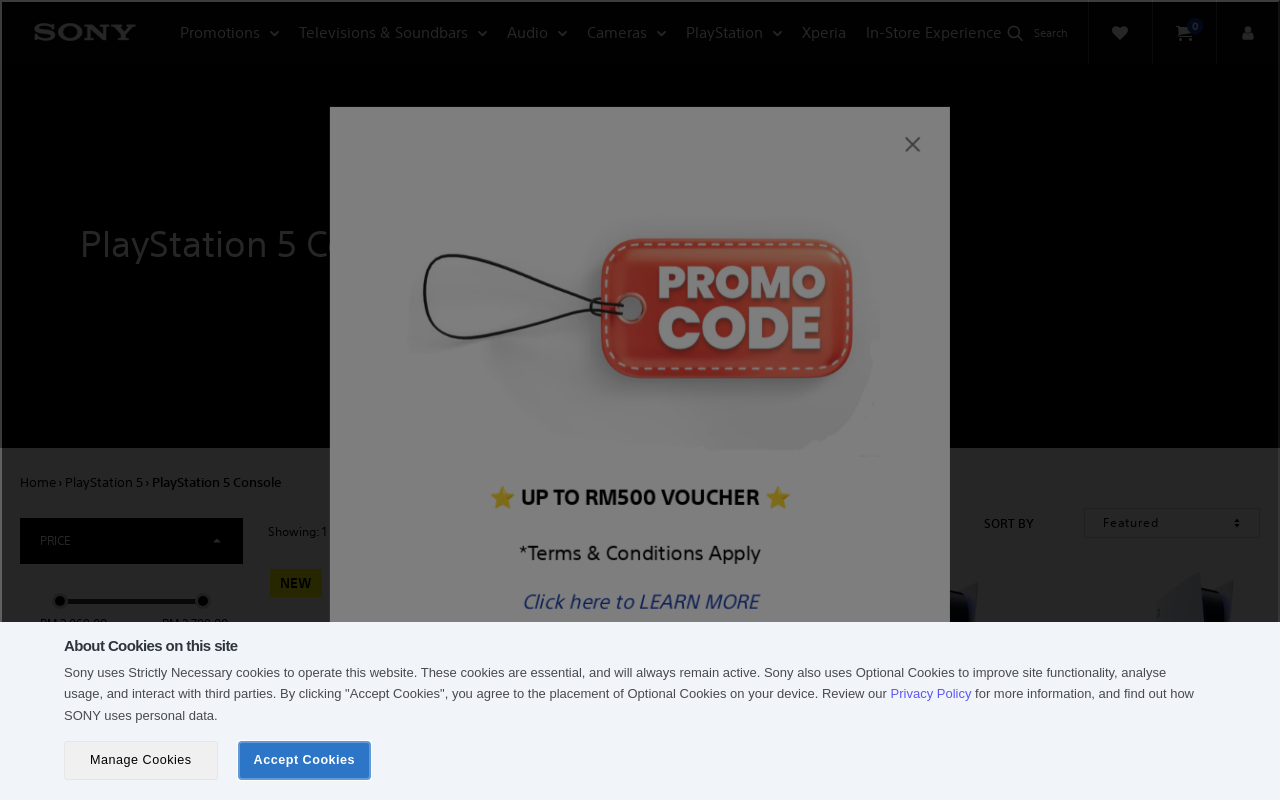 SONY
Promotions
Televisions & Soundbars
Audio
Cameras
PlayStation
Xperia
In-Store Experience
Search
0
PlayStation 5 C
PROMO
CODE
⭐ UP TO RM500 VOUCHER ⭐
*Terms & Conditions Apply
Click here to LEARN MORE
Home › PlayStation 5 › PlayStation 5 Console
PRICE
Showing: 1
SORT BY
Featured
NEW
About Cookies on this site
Sony uses Strictly Necessary cookies to operate this website. These cookies are essential, and will always remain active. Sony also uses Optional Cookies to improve site functionality, analyse
usage, and interact with third parties. By clicking "Accept Cookies", you agree to the placement of Optional Cookies on your device. Review our Privacy Policy for more information, and find out how
SONY uses personal data.
Manage Cookies
Accept Cookies